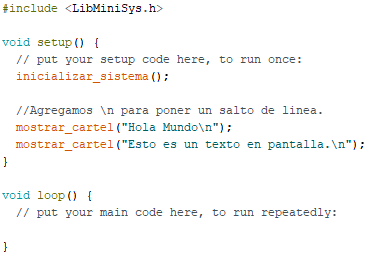 #include <LibMiniSys.h>
void setup() {
// put your setup code here, to run once:
inicializar_sistema();
//Agregamos \n para poner un salto de linea.
mostrar_cartel("Hola Mundo\n");
mostrar_cartel("Esto es un texto en pantalla.\n");
}
void loop() {
// put your main code here, to run repeatedly:
}